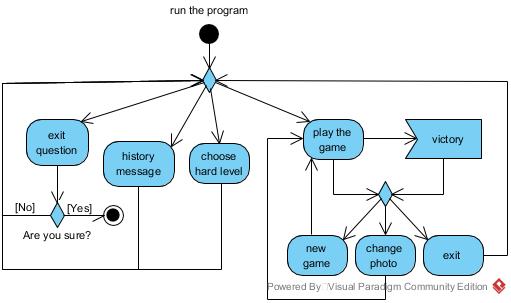 run the program
exit
question
history
message
choose
hard level
play the
game
victory
[No]
[Yes]
Are you sure?
new
game
change
photo
exit
Powered By Visual Paradigm Community Edition